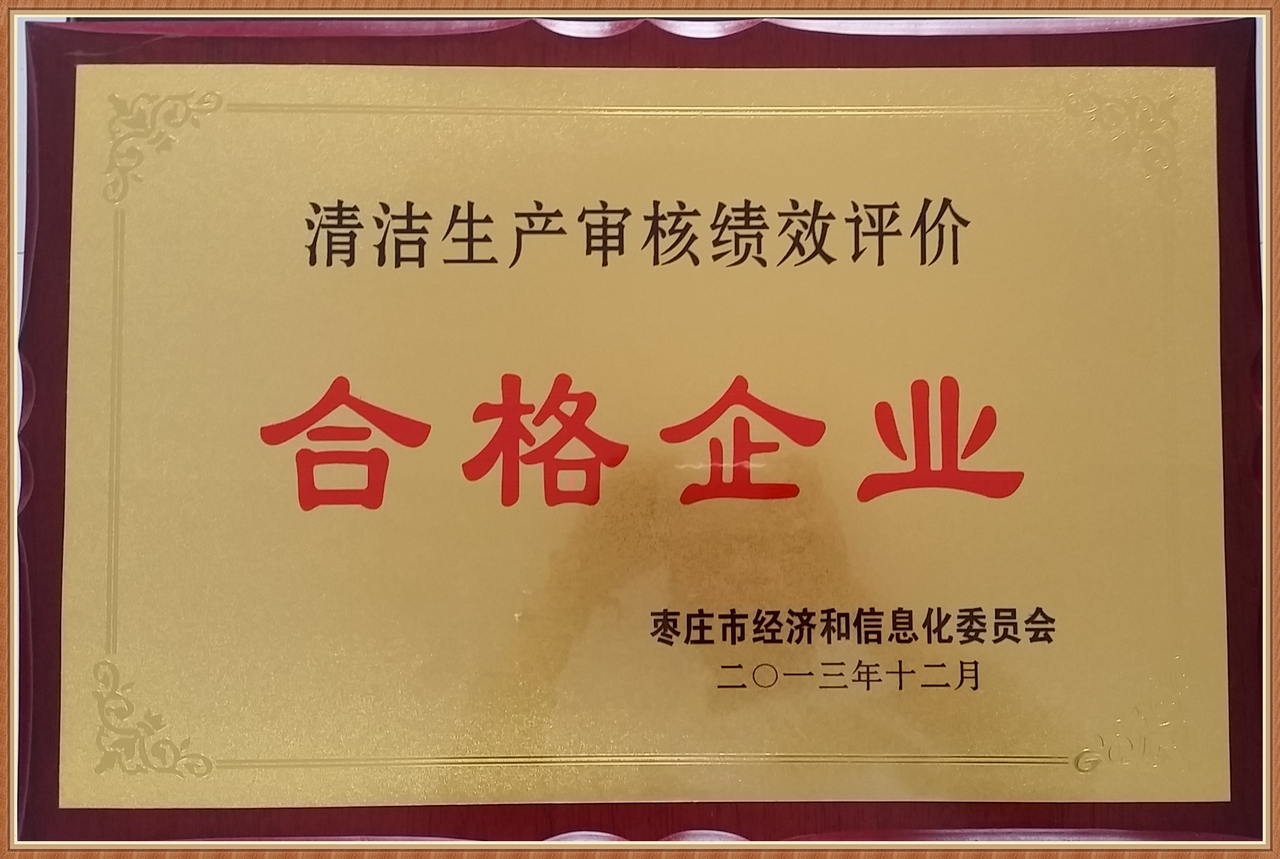 清洁生产审核绩效评价
合格企业
枣庄市经济和信息化委员会
二〇一三年十二月